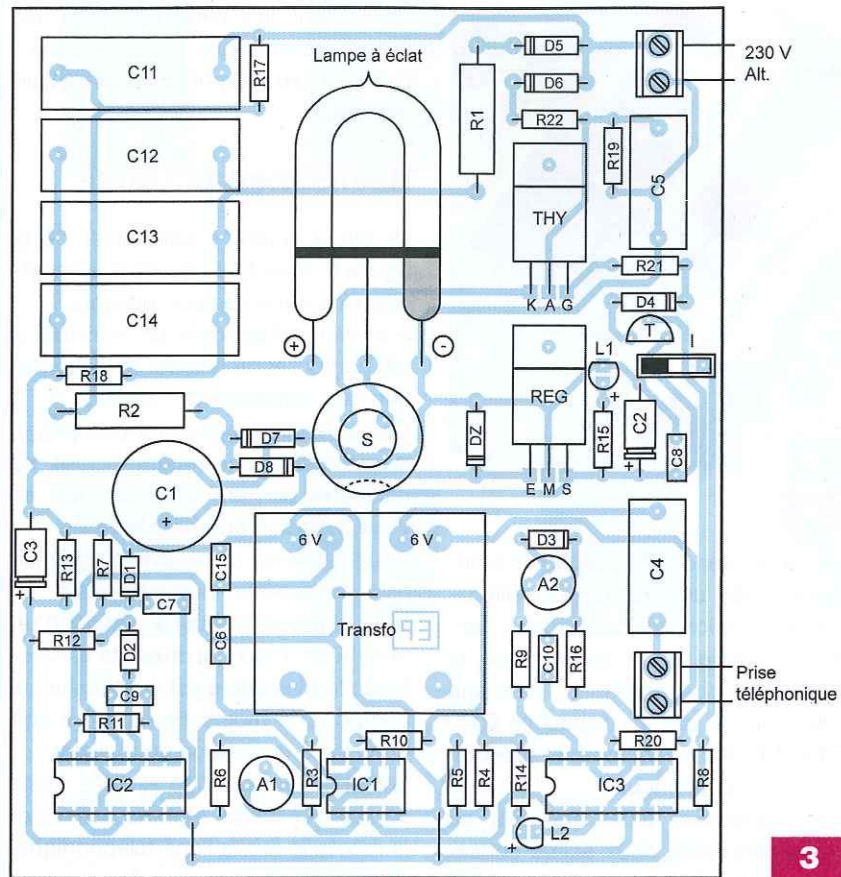 C11
R17
Lampe à éclat
D5
D6
230 V
Alt.
R1
R22
R19
C12
C5
THY
C13
R21
K A G
D4
C14
T
I
+
-
L1
R18
REG
+
R2
S
DZ
R15
C2
D7
D8
C8
E M S
+
C1
+
6 V
6 V
D3
C4
C3
R13
R7
D1
C15
A2
+
C7
Transfo
93
R12
D2
C6
R9
C10
R16
Prise
téléphonique
C9
R11
R10
R20
IC2
R6
A1
R3
IC1
R5
R4
R14
IC3
R8
+
L2
3